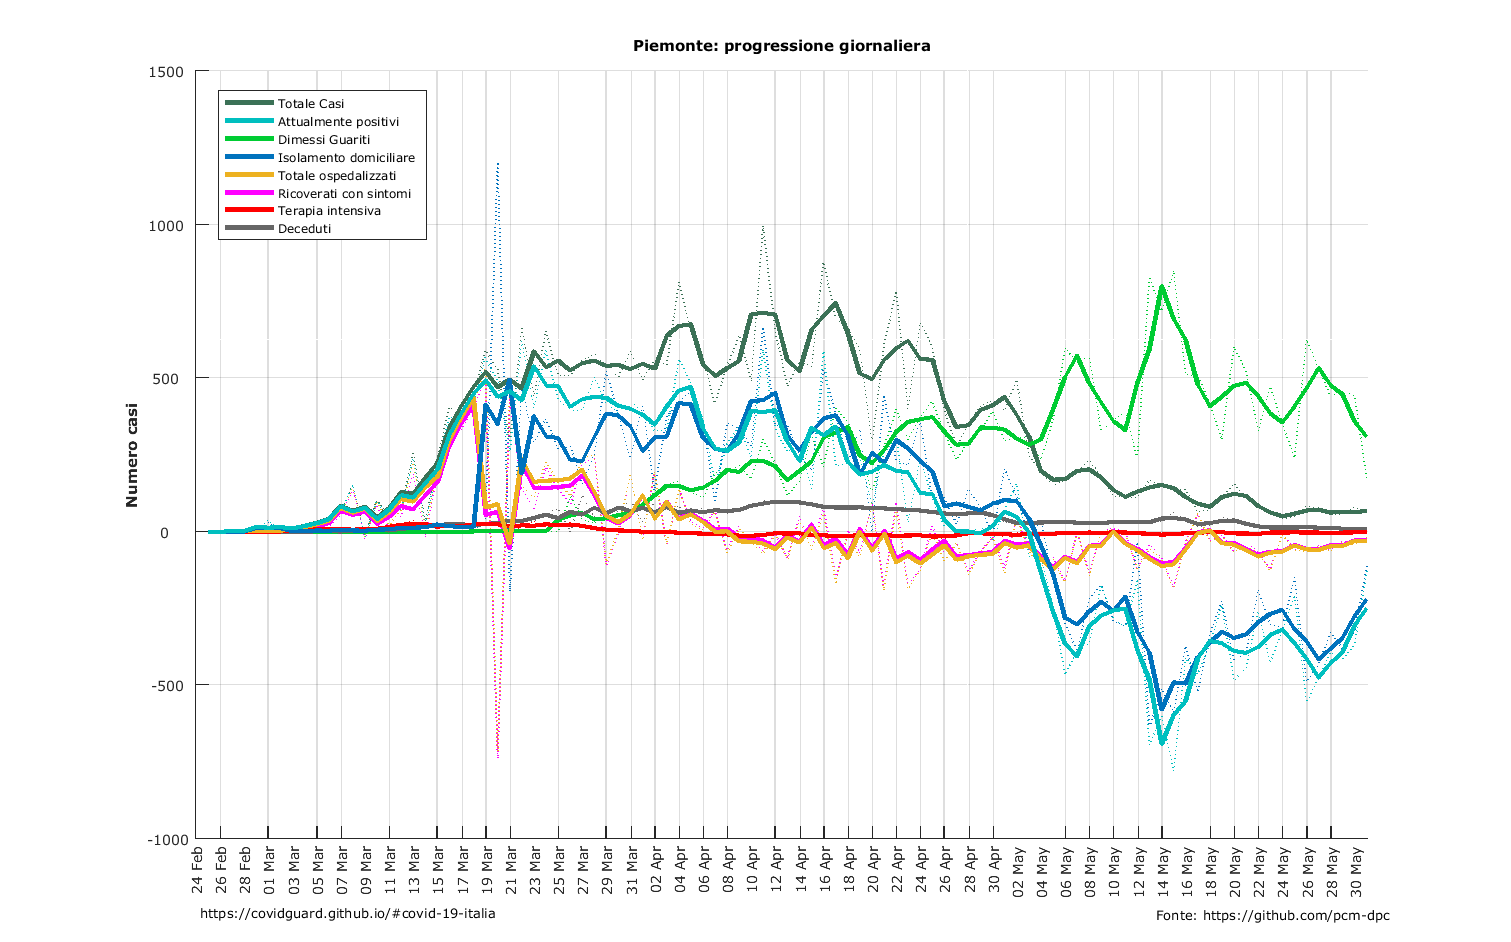 Piemonte: progressione giornaliera
1500
1000
500
0
-500
-1000
Numero casi
Totale Casi
Attualmente positivi
Dimessi Guariti
Isolamento domiciliare
Totale ospedalizzati
Ricoverati con sintomi
Terapia intensiva
Deceduti
24 Feb
26 Feb
28 Feb
01 Mar
03 Mar
05 Mar
07 Mar
09 Mar
11 Mar
13 Mar
15 Mar
17 Mar
19 Mar
21 Mar
23 Mar
25 Mar
27 Mar
29 Mar
31 Mar
02 Apr
04 Apr
06 Apr
08 Apr
10 Apr
12 Apr
14 Apr
16 Apr
18 Apr
20 Apr
22 Apr
24 Apr
26 Apr
28 Apr
30 Apr
02 May
04 May
06 May
08 May
10 May
12 May
14 May
16 May
18 May
20 May
22 May
24 May
26 May
28 May
30 May
https://covidguard.github.io/#covid-19-italia
Fonte: https://github.com/pcm-dpc